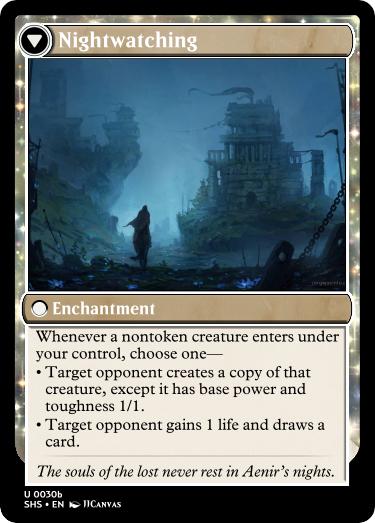 Nightwatching
Enchantment
Whenever a nontoken creature enters under
your control, choose one—
• Target opponent creates a copy of that
creature, except it has base power and
toughness 1/1.
• Target opponent gains 1 life and draws a
card.
The souls of the lost never rest in Aenir's nights.
U 0030b
SHS • EN JJCANVAS